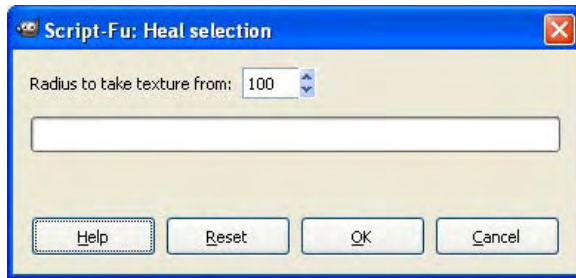 Script-Fu: Heal selection
Radius to take texture from: 100
Help Reset OK Cancel